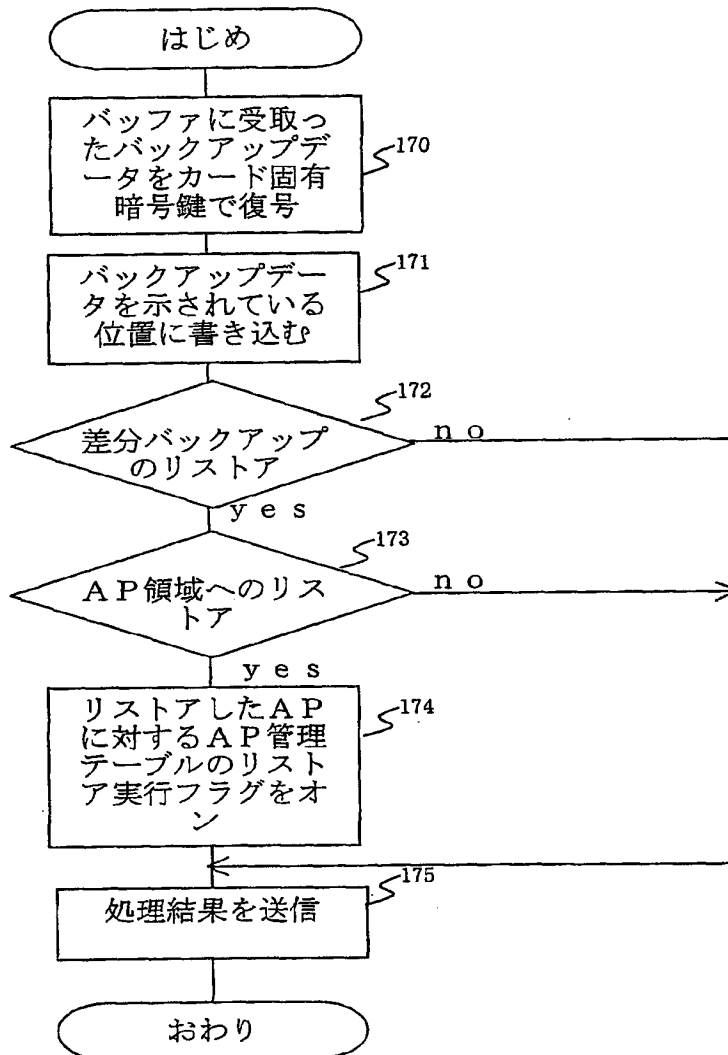 はじめ
バッファに受取っ
たバックアップデ
ータをカード固有
暗号鍵で復号
170
バックアップデー
タを示されている
位置に書き込む
171
172
差分バックアップ
のリストア
no
yes
173
AP領域へのリス
トア
no
yes
リストアしたAP
に対するAP管理
テーブルのリスト
ア実行フラグをオ
ン
174
175
処理結果を送信
おわり